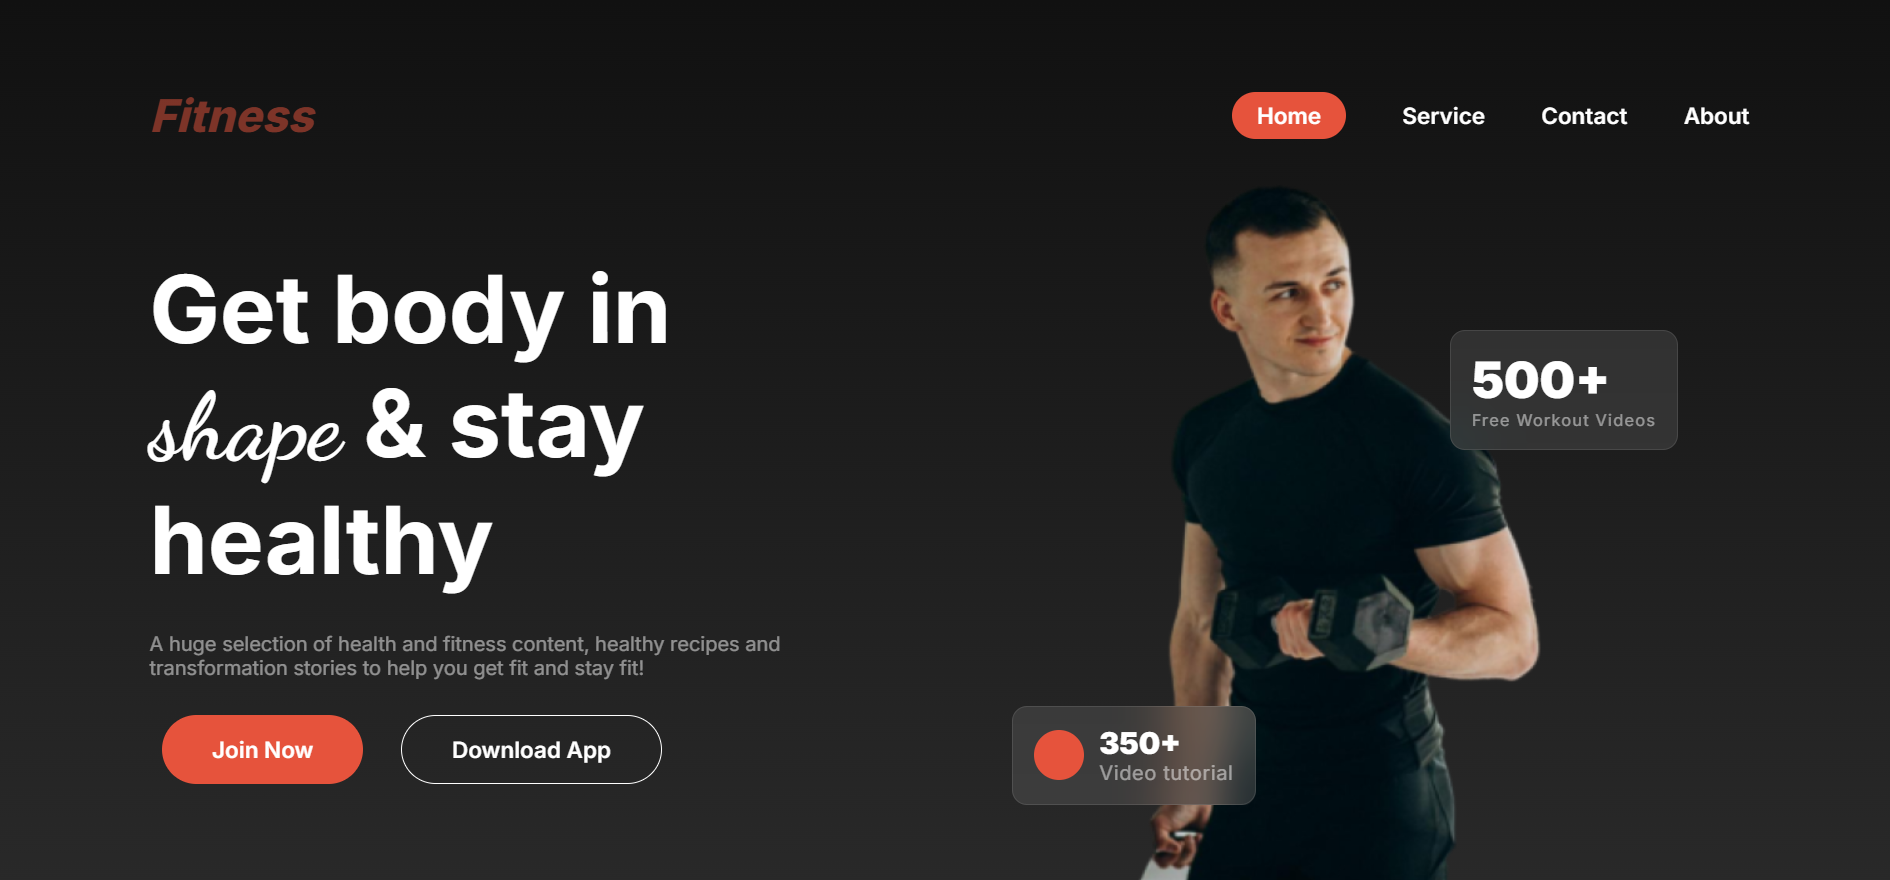 Fitness
Home Service Contact About
Get body in
shape & stay
healthy
500+
Free Workout Videos
A huge selection of health and fitness content, healthy recipes and
transformation stories to help you get fit and stay fit!
Join Now Download App
350+
Video tutorial